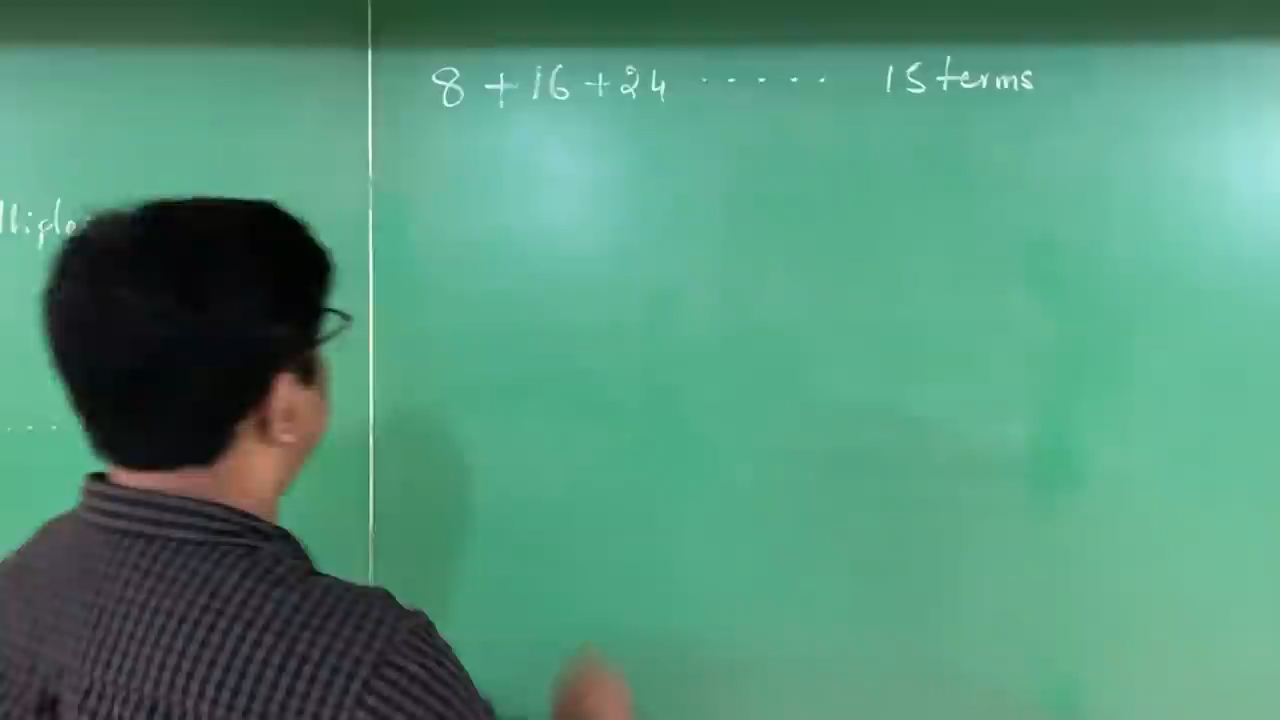 8 + 16 + 24 ...... 15 terms